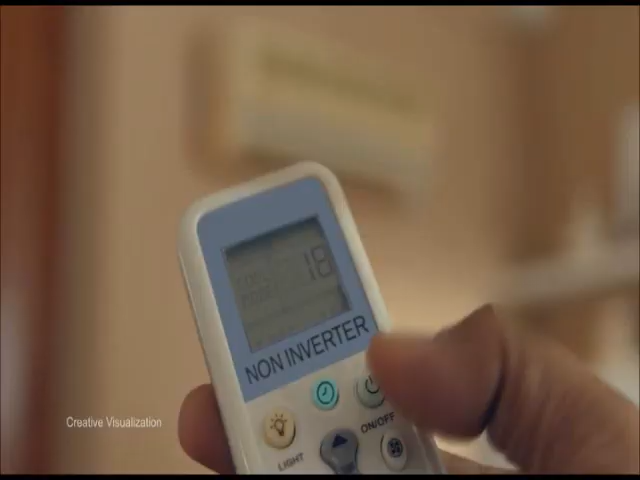 18
NON INVERTER
ON/OFF
LIGHT
Creative Visualization